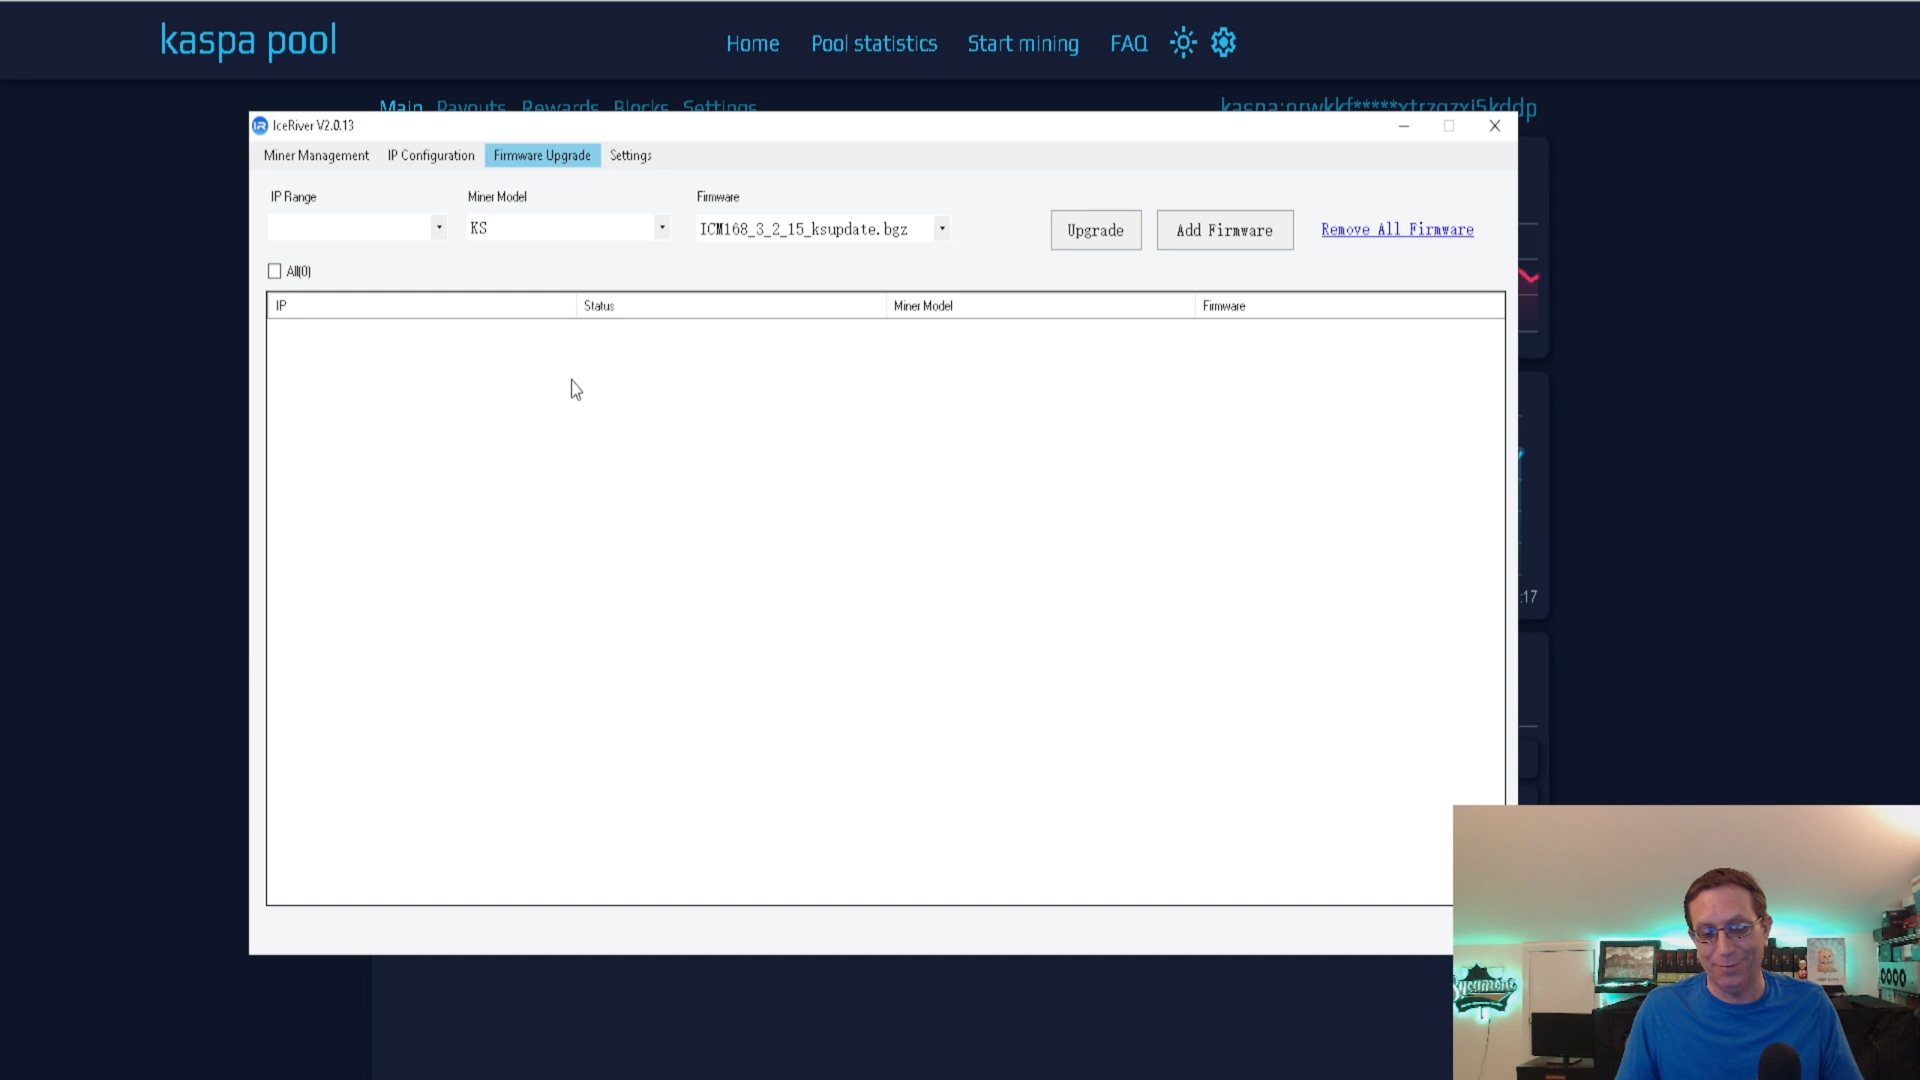 kaspa pool
Home Pool statistics Start mining FAQ
Main Payouts Rewards Blocks Settings
IceRiver V2.0.13
Miner Management IP Configuration Firmware Upgrade Settings
IP Range Miner Model Firmware
KS ICM168_3_2_15_ksupdate.bgz Upgrade Add Firmware Remove All Firmware
All(0)
IP Status Miner Model Firmware
:17
Sycamore